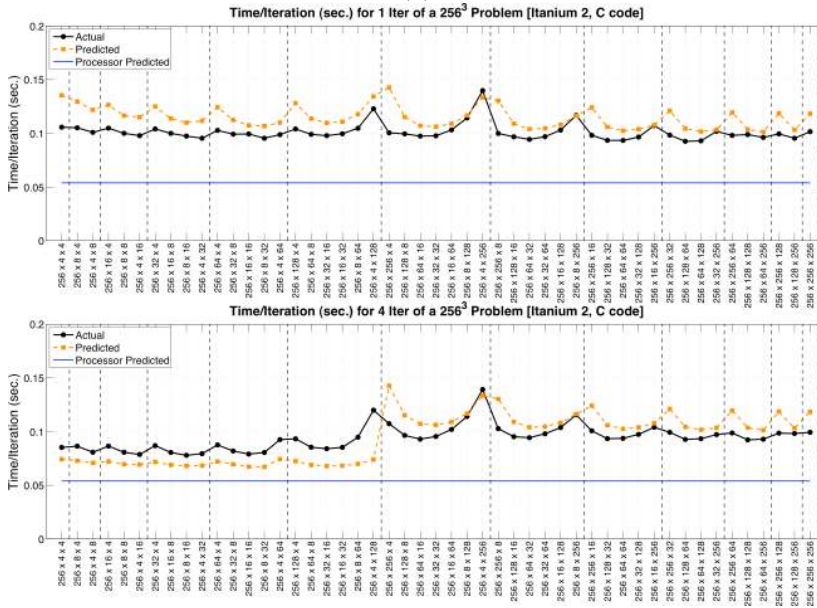 Time/Iteration (sec.) for 1 Iter of a 256³ Problem [Itanium 2, C code]
Actual
Predicted
Processor Predicted
Time/Iteration (sec.)
0.2
0.15
0.1
0.05
0
256 x 4 x 4
256 x 8 x 4
256 x 4 x 8
256 x 16 x 4
256 x 8 x 8
256 x 4 x 16
256 x 32 x 4
256 x 16 x 8
256 x 8 x 16
256 x 4 x 32
256 x 64 x 4
256 x 32 x 8
256 x 16 x 16
256 x 8 x 32
256 x 4 x 64
256 x 128 x 4
256 x 64 x 8
256 x 32 x 16
256 x 16 x 32
256 x 8 x 64
256 x 4 x 128
256 x 256 x 4
256 x 128 x 8
256 x 64 x 16
256 x 32 x 32
256 x 16 x 64
256 x 8 x 128
256 x 4 x 256
256 x 256 x 8
256 x 128 x 16
256 x 64 x 32
256 x 32 x 64
256 x 16 x 128
256 x 8 x 256
256 x 256 x 16
256 x 128 x 32
256 x 64 x 64
256 x 32 x 128
256 x 16 x 256
256 x 256 x 32
256 x 128 x 64
256 x 64 x 128
256 x 32 x 256
256 x 256 x 64
256 x 128 x 128
256 x 64 x 256
256 x 256 x 128
256 x 128 x 256
256 x 256 x 256
Time/Iteration (sec.) for 4 Iter of a 256³ Problem [Itanium 2, C code]
Actual
Predicted
Processor Predicted
Time/Iteration (sec.)
0.2
0.15
0.1
0.05
0
256 x 4 x 4
256 x 8 x 4
256 x 4 x 8
256 x 16 x 4
256 x 8 x 8
256 x 4 x 16
256 x 32 x 4
256 x 16 x 8
256 x 8 x 16
256 x 4 x 32
256 x 64 x 4
256 x 32 x 8
256 x 16 x 16
256 x 8 x 32
256 x 4 x 64
256 x 128 x 4
256 x 64 x 8
256 x 32 x 16
256 x 16 x 32
256 x 8 x 64
256 x 4 x 128
256 x 256 x 4
256 x 128 x 8
256 x 64 x 16
256 x 32 x 32
256 x 16 x 64
256 x 8 x 128
256 x 4 x 256
256 x 256 x 8
256 x 128 x 16
256 x 64 x 32
256 x 32 x 64
256 x 16 x 128
256 x 8 x 256
256 x 256 x 16
256 x 128 x 32
256 x 64 x 64
256 x 32 x 128
256 x 16 x 256
256 x 256 x 32
256 x 128 x 64
256 x 64 x 128
256 x 32 x 256
256 x 256 x 64
256 x 128 x 128
256 x 64 x 256
256 x 256 x 128
256 x 128 x 256
256 x 256 x 256